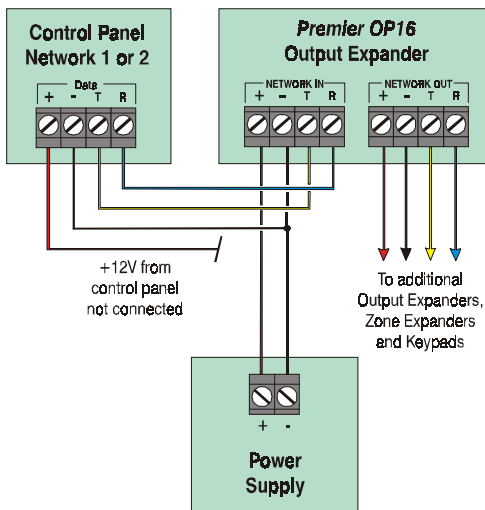 Control Panel
Network 1 or 2
Data
+ - T R
Premier OP16
Output Expander
NETWORK IN
+ - T R
NETWORK OUT
+ - T R
+12V from
control panel
not connected
To additional
Output Expanders,
Zone Expanders
and Keypads
+ -
Power
Supply